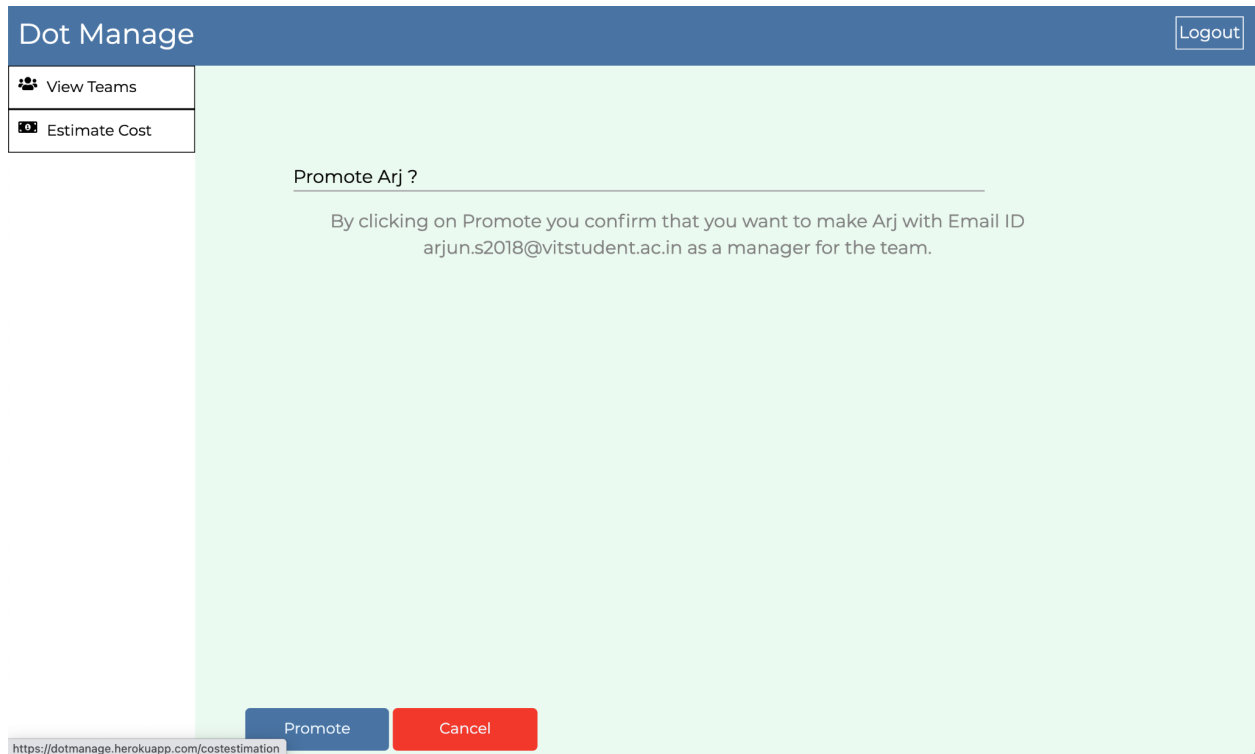 Dot Manage
Logout
View Teams
Estimate Cost
Promote Arj ?
By clicking on Promote you confirm that you want to make Arj with Email ID
arjun.s2018@vitstudent.ac.in as a manager for the team.
Promote
Cancel
https://dotmanage.herokuapp.com/costestimation